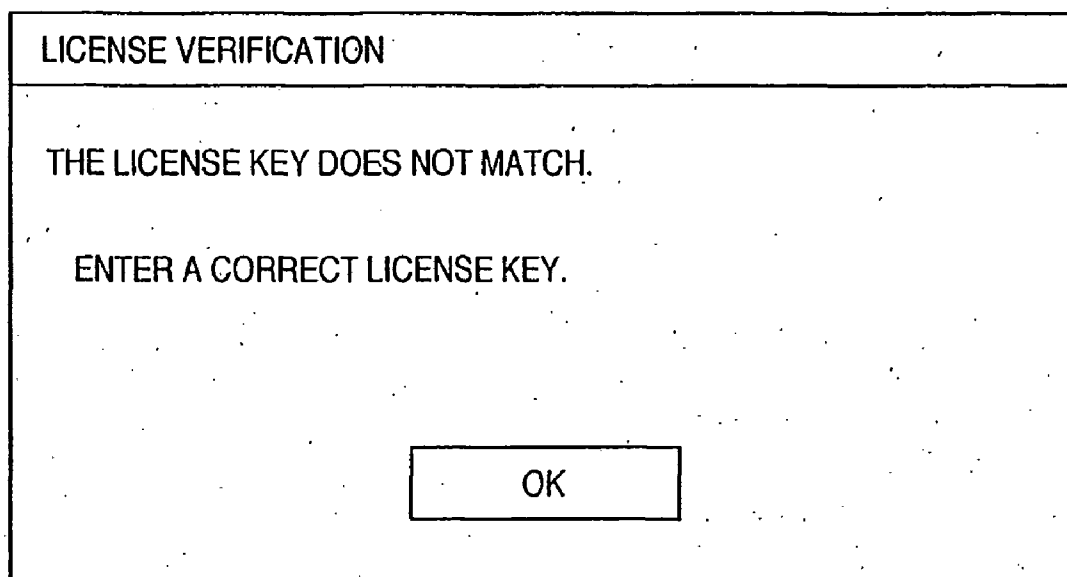 LICENSE VERIFICATION
THE LICENSE KEY DOES NOT MATCH.
ENTER A CORRECT LICENSE KEY.
OK